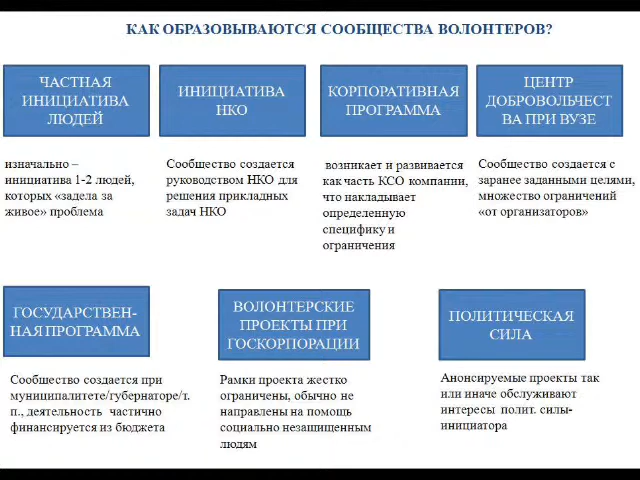 КАК ОБРАЗОВЫВАЮТСЯ СООБЩЕСТВА ВОЛОНТЕРОВ?
ЧАСТНАЯ
ИНИЦИАТИВА
ЛЮДЕЙ
изначально –
инициатива 1-2 людей,
которых «задела за
живое» проблема
ИНИЦИАТИВА
НКО
Сообщество создается
руководством НКО для
решения прикладных
задач НКО
КОРПОРАТИВНАЯ
ПРОГРАММА
возникает и развивается
как часть КСО компании,
что накладывает
определенную
специфику и
ограничения
ЦЕНТР
ДОБРОВОЛЬЧЕСТ
ВА ПРИ ВУЗЕ
Сообщество создается с
заранее заданными целями,
множество ограничений
«от организаторов»
ГОСУДАРСТВЕН-
НАЯ ПРОГРАММА
Сообщество создается при
муниципалитете/губернаторе/т.
п., деятельность частично
финансируется из бюджета
ВОЛОНТЕРСКИЕ
ПРОЕКТЫ ПРИ
ГОСКОРПОРАЦИИ
Рамки проекта жестко
ограничены, обычно не
направлены на помощь
социально незащищенным
людям
ПОЛИТИЧЕСКАЯ
СИЛА
Анонсируемые проекты так
или иначе обслуживают
интересы полит. силы-
инициатора